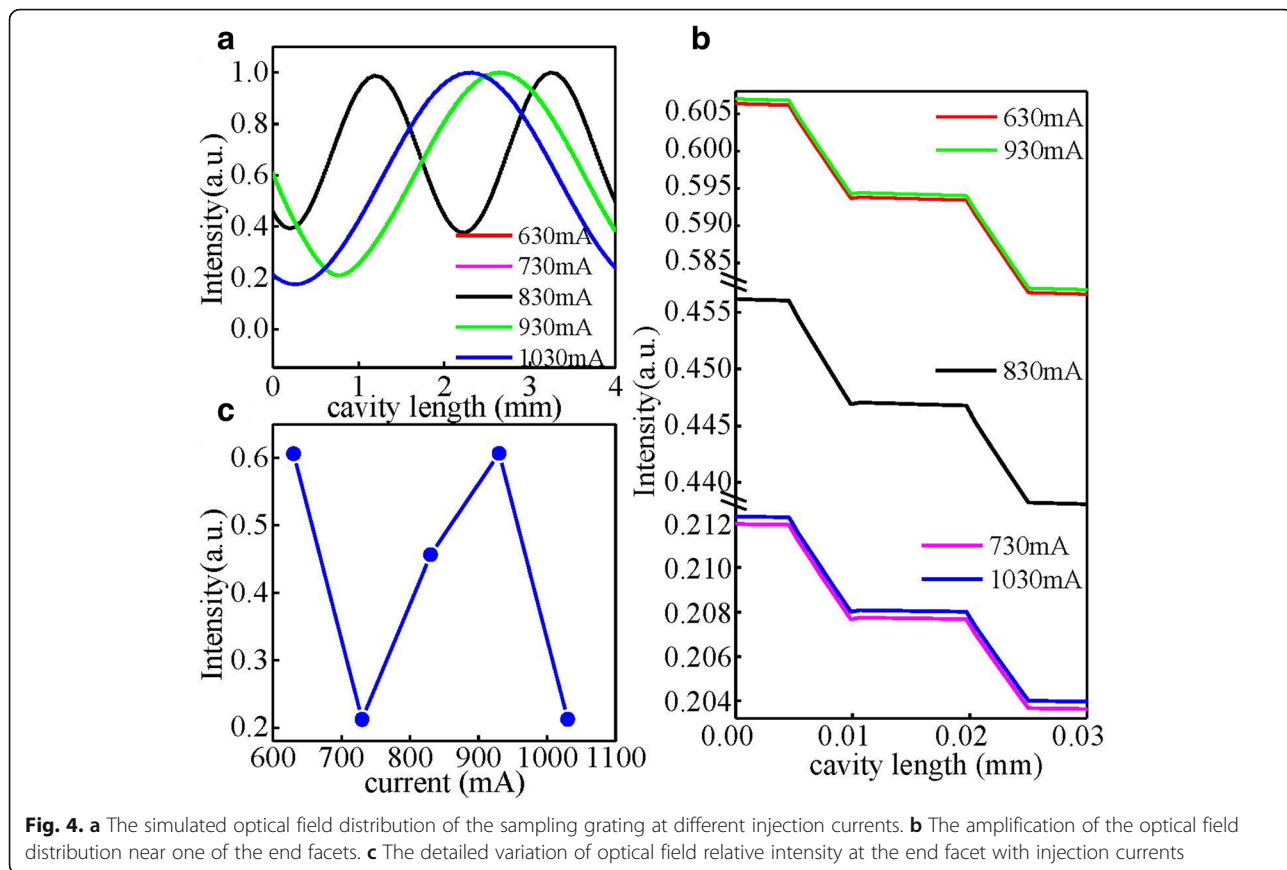 a
Intensity(a.u.)
1.0
0.8
0.6
0.4
0.2
0.0
630mA
730mA
830mA
930mA
1030mA
0 1 2 3 4
cavity length (mm)
b
Intensity(a.u.)
0.605
0.600
0.595
0.590
0.585
0.455
0.450
0.445
0.440
0.212
0.210
0.208
0.206
0.204
630mA
930mA
830mA
730mA
1030mA
0.00 0.01 0.02 0.03
cavity length (mm)
c
Intensity(a.u.)
0.6
0.5
0.4
0.3
0.2
600 700 800 900 1000 1100
current (mA)
Fig. 4. a The simulated optical field distribution of the sampling grating at different injection currents. b The amplification of the optical field
distribution near one of the end facets. c The detailed variation of optical field relative intensity at the end facet with injection currents